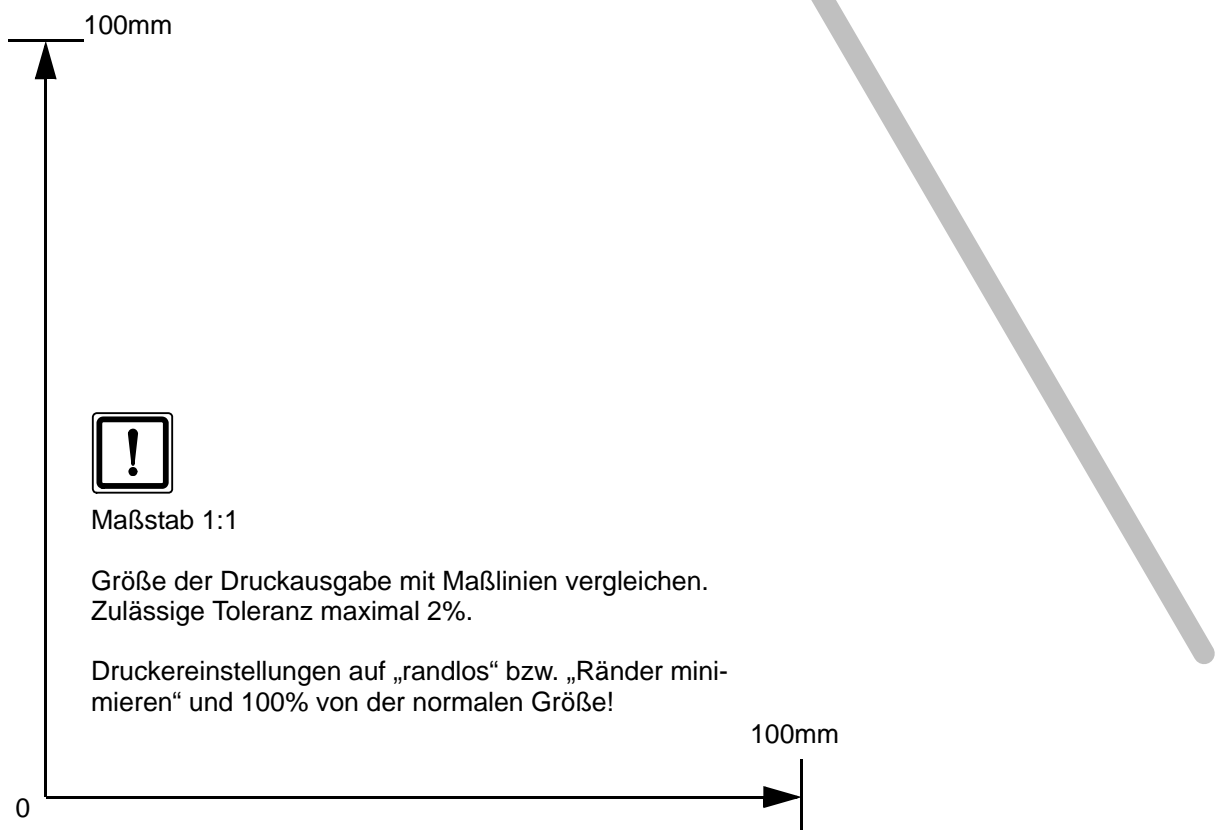 100mm
!
Maßstab 1:1
Größe der Druckausgabe mit Maßlinien vergleichen.
Zulässige Toleranz maximal 2%.
Druckereinstellungen auf „randlos“ bzw. „Ränder mini-
mieren“ und 100% von der normalen Größe!
100mm
0